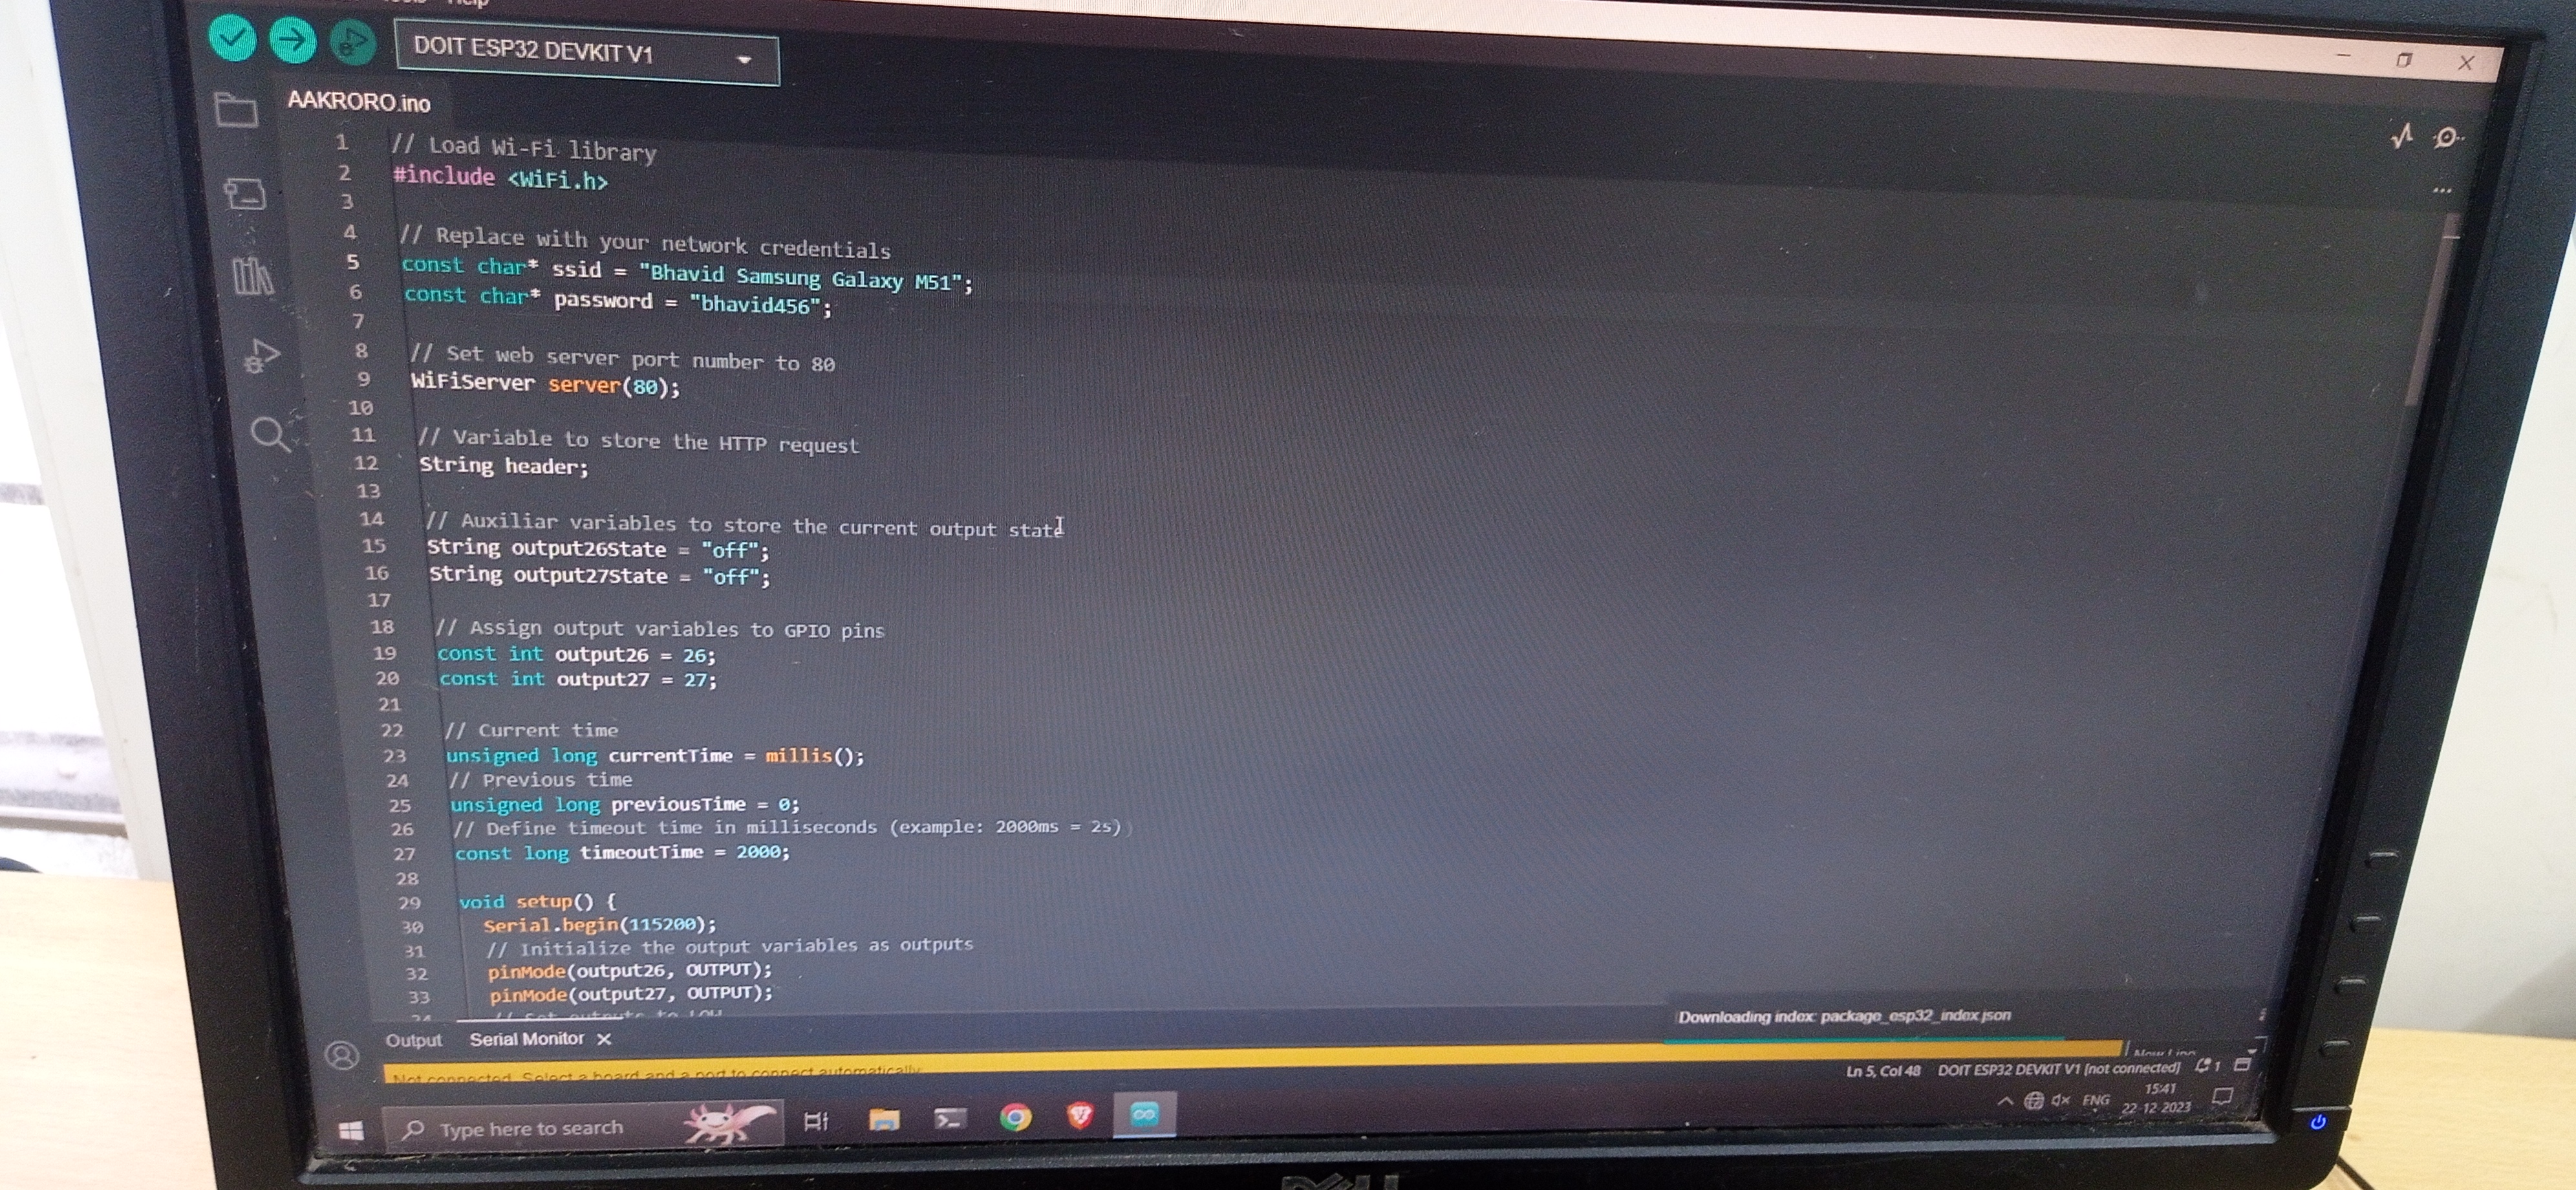 Help
DOIT ESP32 DEVKIT V1
AAKRORO.ino
1 // Load Wi-Fi library
2 #include <WiFi.h>
3
4 // Replace with your network credentials
5 const char* ssid = "Bhavid Samsung Galaxy M51";
6 const char* password = "bhavid456";
7
8 // Set web server port number to 80
9 WiFiServer server(80);
10
11 // Variable to store the HTTP request
12 String header;
13
14 // Auxiliar variables to store the current output state
15 String output26State = "off";
16 String output27State = "off";
17
18 // Assign output variables to GPIO pins
19 const int output26 = 26;
20 const int output27 = 27;
21
22 // Current time
23 unsigned long currentTime = millis();
24 // Previous time
25 unsigned long previousTime = 0;
26 // Define timeout time in milliseconds (example: 2000ms = 2s)
27 const long timeoutTime = 2000;
28
29 void setup() {
30 Serial.begin(115200);
31 // Initialize the output variables as outputs
32 pinMode(output26, OUTPUT);
33 pinMode(output27, OUTPUT);
34 // Set outputs to LOW
Downloading index: package_esp32_index.json
Output Serial Monitor
New Line
Not connected. Select a board and a port to connect automatically.
Ln 5, Col 48 DOIT ESP32 DEVKIT V1 [not connected] 1
Type here to search
ENG
15:41
22-12-2023
DELL